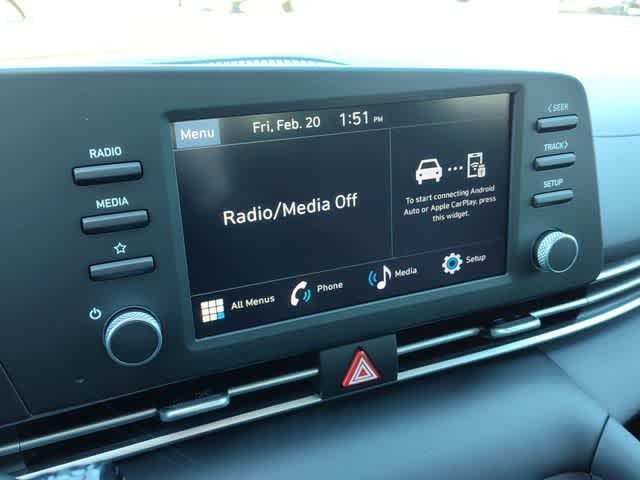 Menu
Fri, Feb. 20
1:51 PM
RADIO
MEDIA
Radio/Media Off
To start connecting Android
Auto or Apple CarPlay, press
this widget.
All Menus
Phone
Media
Setup
< SEEK
TRACK >
SETUP